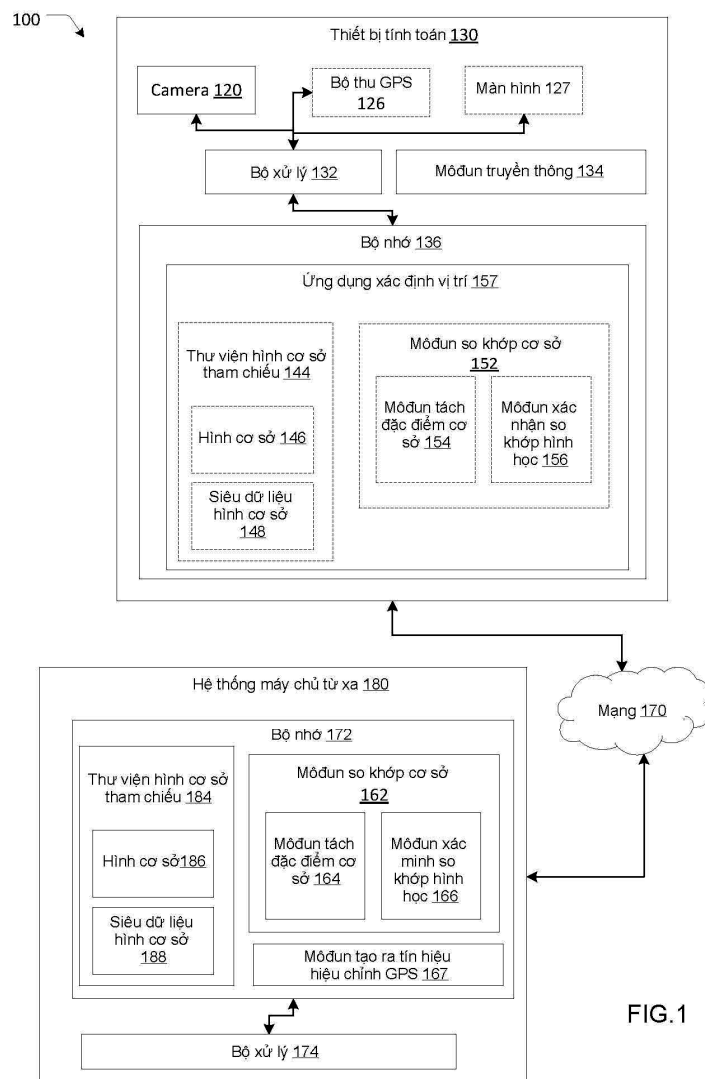 100
Thiết bị tính toán 130
Camera 120
Bộ thu GPS
126
Màn hình 127
Bộ xử lý 132
Môđun truyền thông 134
Bộ nhớ 136
Ứng dụng xác định vị trí 157
Thư viện hình cơ sở
tham chiếu 144
Hình cơ sở 146
Siêu dữ liệu
hình cơ sở
148
Môđun so khớp cơ sở
152
Môđun tách
đặc điểm cơ
sở 154
Môđun xác
nhận so
khớp hình
học 156
Hệ thống máy chủ từ xa 180
Mạng 170
Bộ nhớ 172
Thư viện hình cơ sở
tham chiếu 184
Hình cơ sở186
Siêu dữ liệu
hình cơ sở
188
Môđun so khớp cơ sở
162
Môđun tách
đặc điểm cơ
sở 164
Môđun xác
minh so
khớp hình
học 166
Môđun tạo ra tín hiệu
hiệu chỉnh GPS 167
Bộ xử lý 174
FIG.1